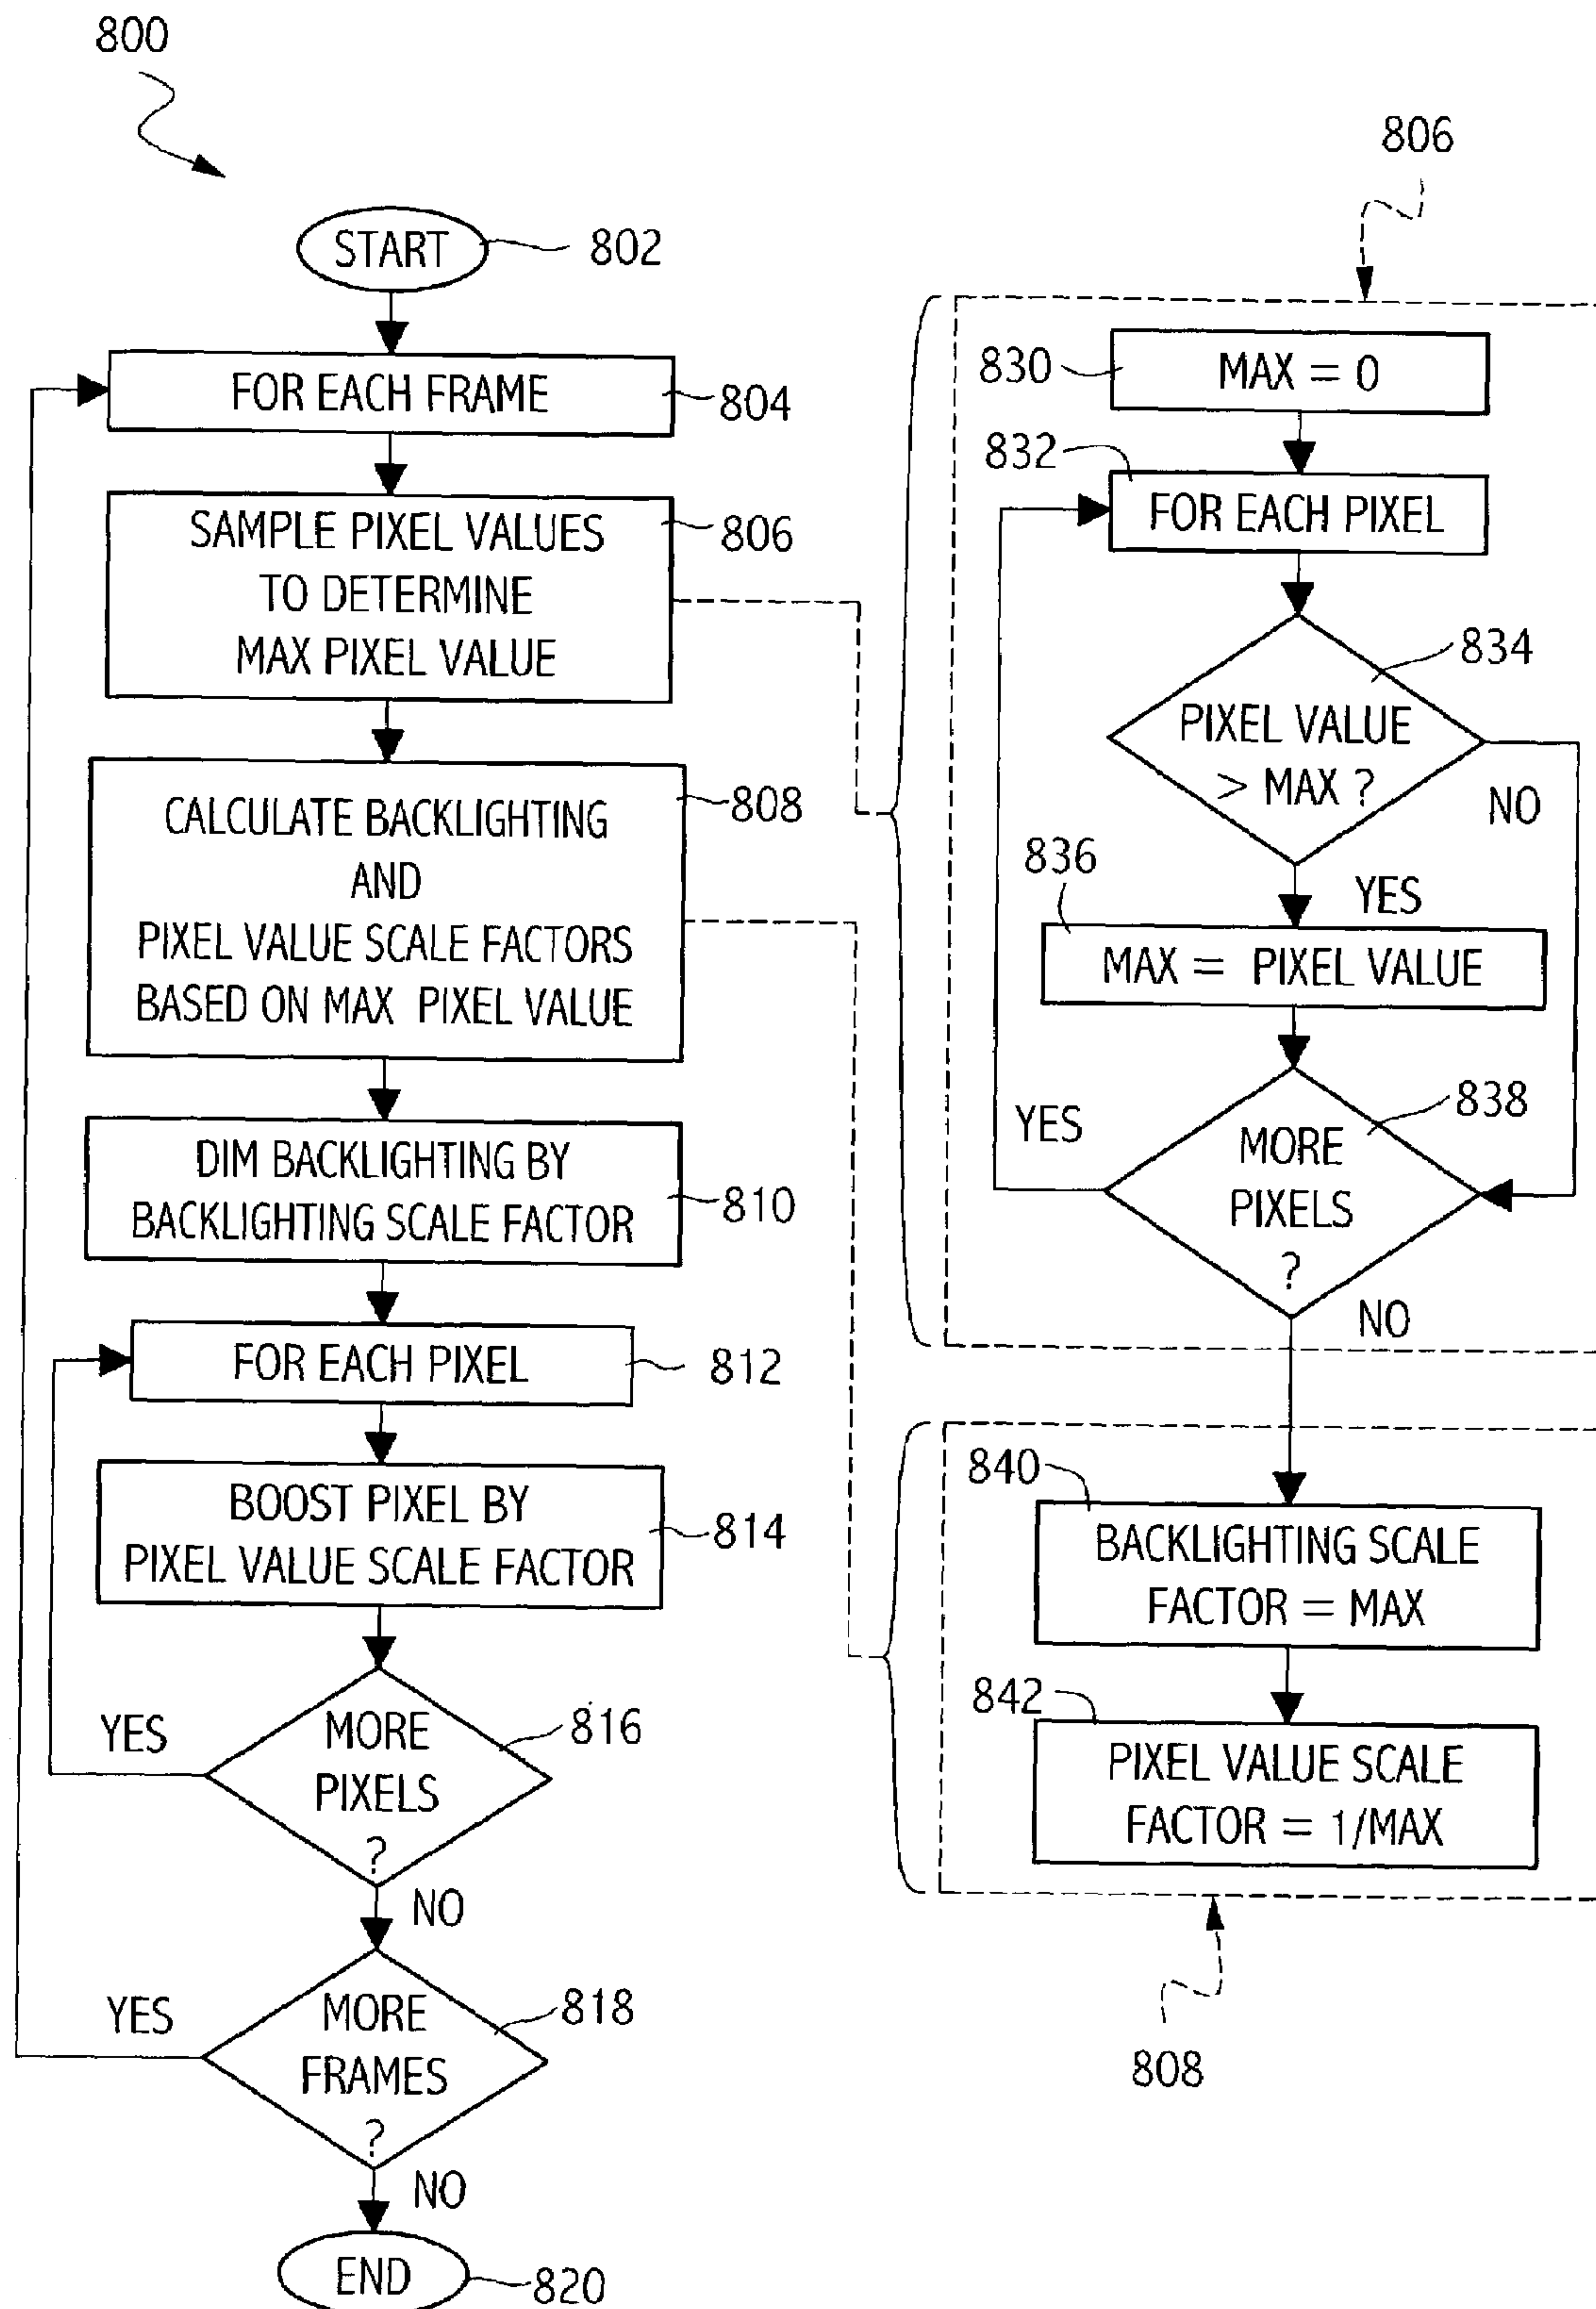 800
START
802
FOR EACH FRAME
804
SAMPLE PIXEL VALUES
TO DETERMINE
MAX PIXEL VALUE
806
CALCULATE BACKLIGHTING
AND
PIXEL VALUE SCALE FACTORS
BASED ON MAX PIXEL VALUE
808
DIM BACKLIGHTING BY
BACKLIGHTING SCALE FACTOR
810
FOR EACH PIXEL
812
BOOST PIXEL BY
PIXEL VALUE SCALE FACTOR
814
MORE
PIXELS
?
816
YES
NO
MORE
FRAMES
?
818
YES
NO
END
820
806
830
MAX = 0
832
FOR EACH PIXEL
834
PIXEL VALUE
> MAX ?
NO
YES
836
MAX = PIXEL VALUE
838
MORE
PIXELS
?
YES
NO
840
BACKLIGHTING SCALE
FACTOR = MAX
842
PIXEL VALUE SCALE
FACTOR = 1/MAX
808